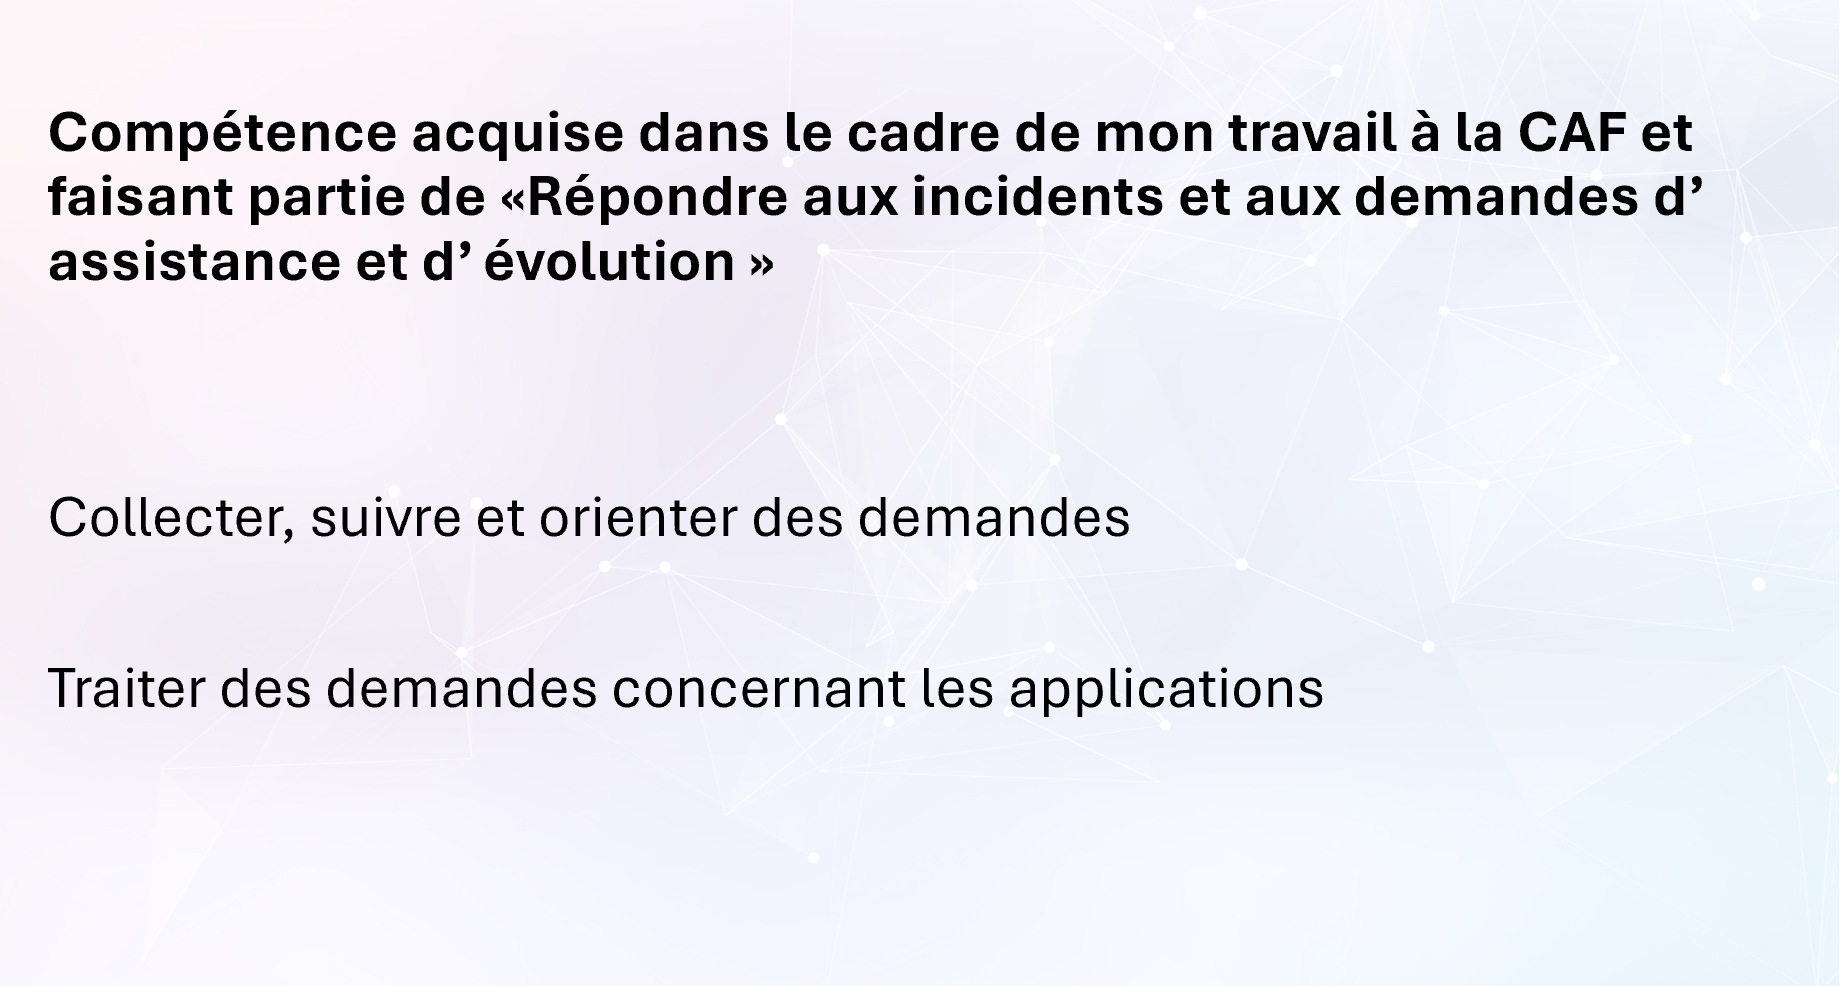 Compétence acquise dans le cadre de mon travail à la CAF et
faisant partie de «Répondre aux incidents et aux demandes d’
assistance et d’ évolution »
Collecter, suivre et orienter des demandes
Traiter des demandes concernant les applications